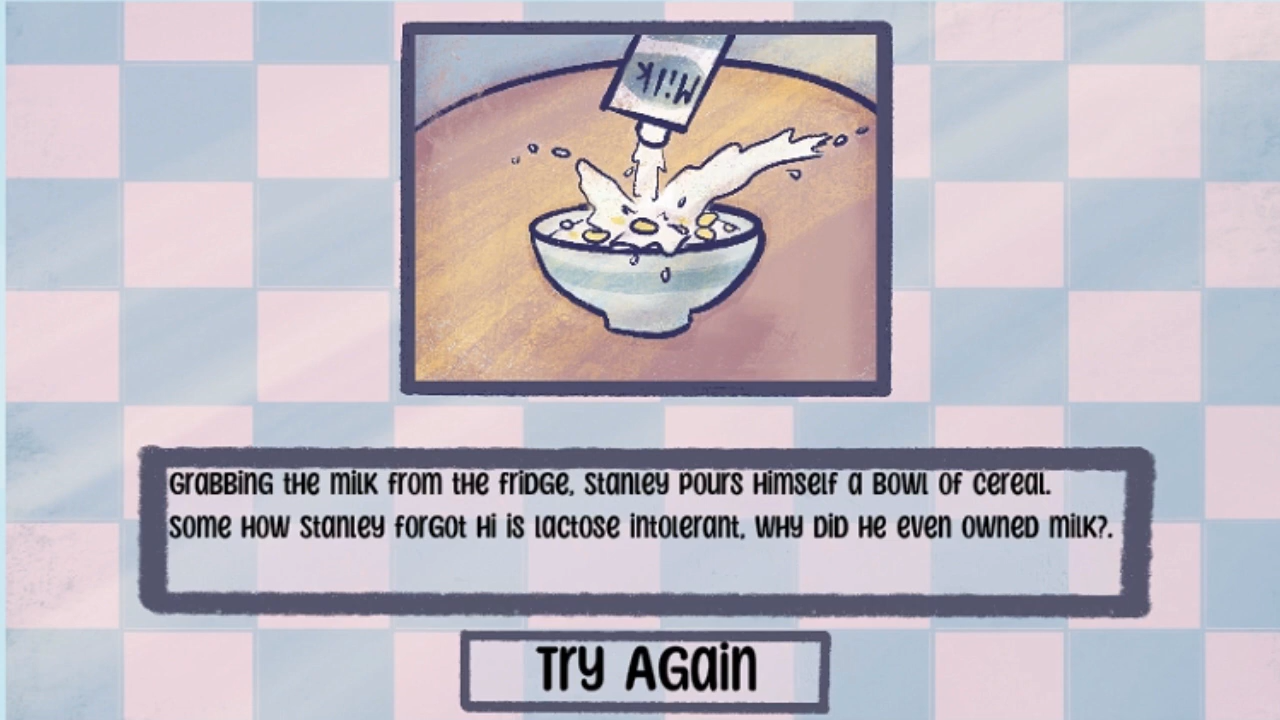 Milk
Grabbing the milk from the fridge, Stanley pours himself a bowl of cereal.
Some how Stanley forgot hi is lactose intolerant, why did he even owned milk?.
Try Again